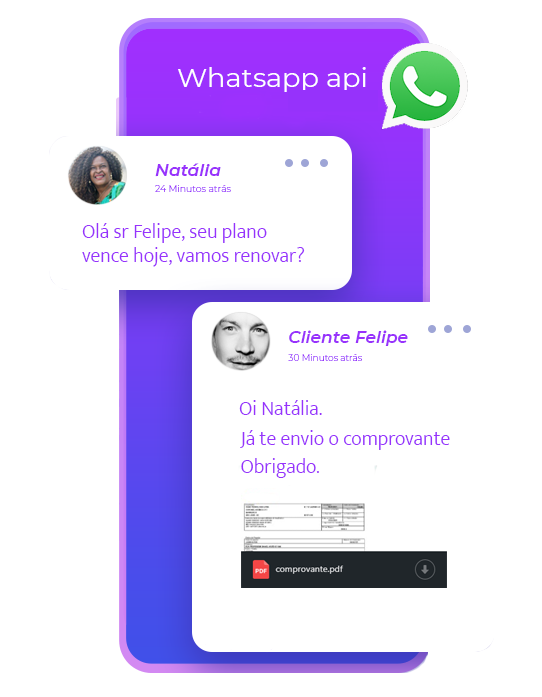 Whatsapp api
Natália
24 Minutos atrás
Olá sr Felipe, seu plano
vence hoje, vamos renovar?
Cliente Felipe
30 Minutos atrás
Oi Natália.
Já te envio o comprovante
Obrigado.
PDF
comprovante.pdf